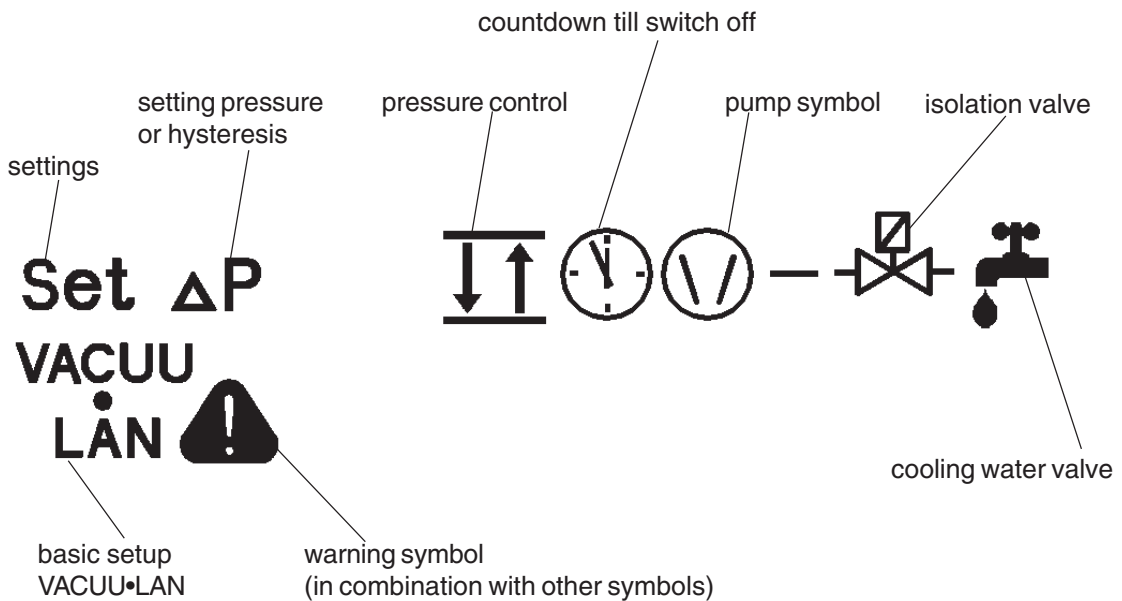 countdown till switch off
setting pressure
or hysteresis
pressure control
pump symbol
isolation valve
settings
Set ΔP
VACUU
•
LAN
cooling water valve
basic setup
VACUU•LAN
warning symbol
(in combination with other symbols)